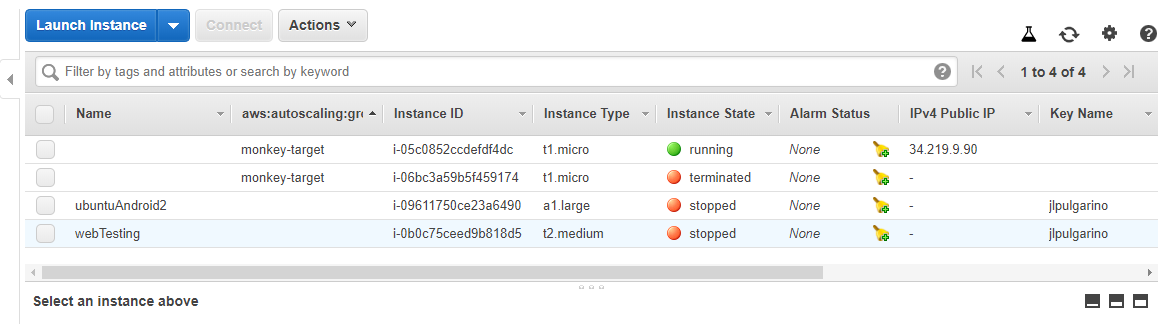 Launch Instance Connect Actions
Filter by tags and attributes or search by keyword 1 to 4 of 4
Name aws:autoscaling:gr Instance ID Instance Type Instance State Alarm Status IPv4 Public IP Key Name
monkey-target i-05c0852ccdefdf4dc t1.micro running None 34.219.9.90
monkey-target i-06bc3a59b5f459174 t1.micro terminated None -
ubuntuAndroid2 i-09611750ce23a6490 a1.large stopped None - jlpulgarino
webTesting i-0b0c75ceed9b818d5 t2.medium stopped None - jlpulgarino
Select an instance above